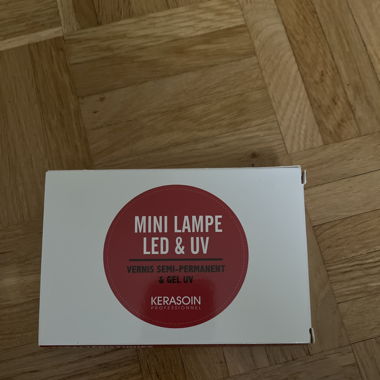 MINI LAMPE
LED & UV
VERNIS SEMI-PERMANENT
& GEL UV
KERASOIN
PROFESSIONNEL